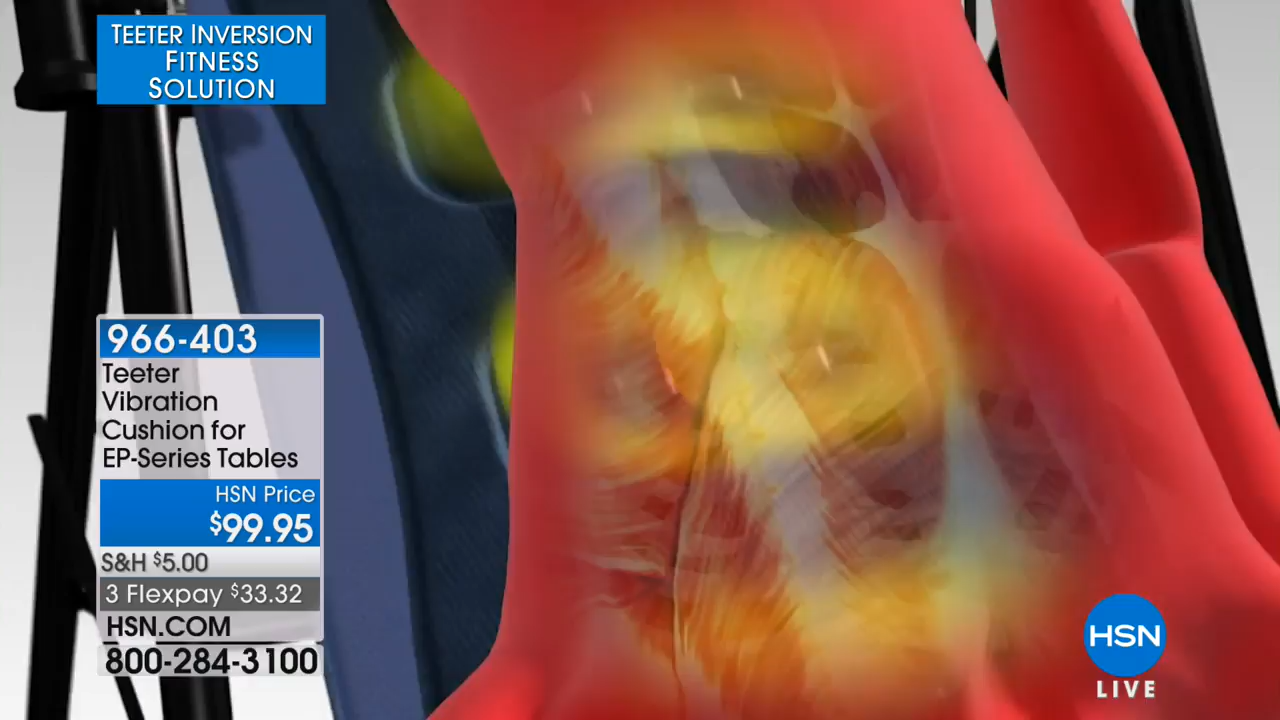 TEETER INVERSION
FITNESS
SOLUTION
966-403
Teeter
Vibration
Cushion for
EP-Series Tables
HSN Price
$99.95
S&H $5.00
3 Flexpay $33.32
HSN.COM
800-284-3100
HSN
LIVE